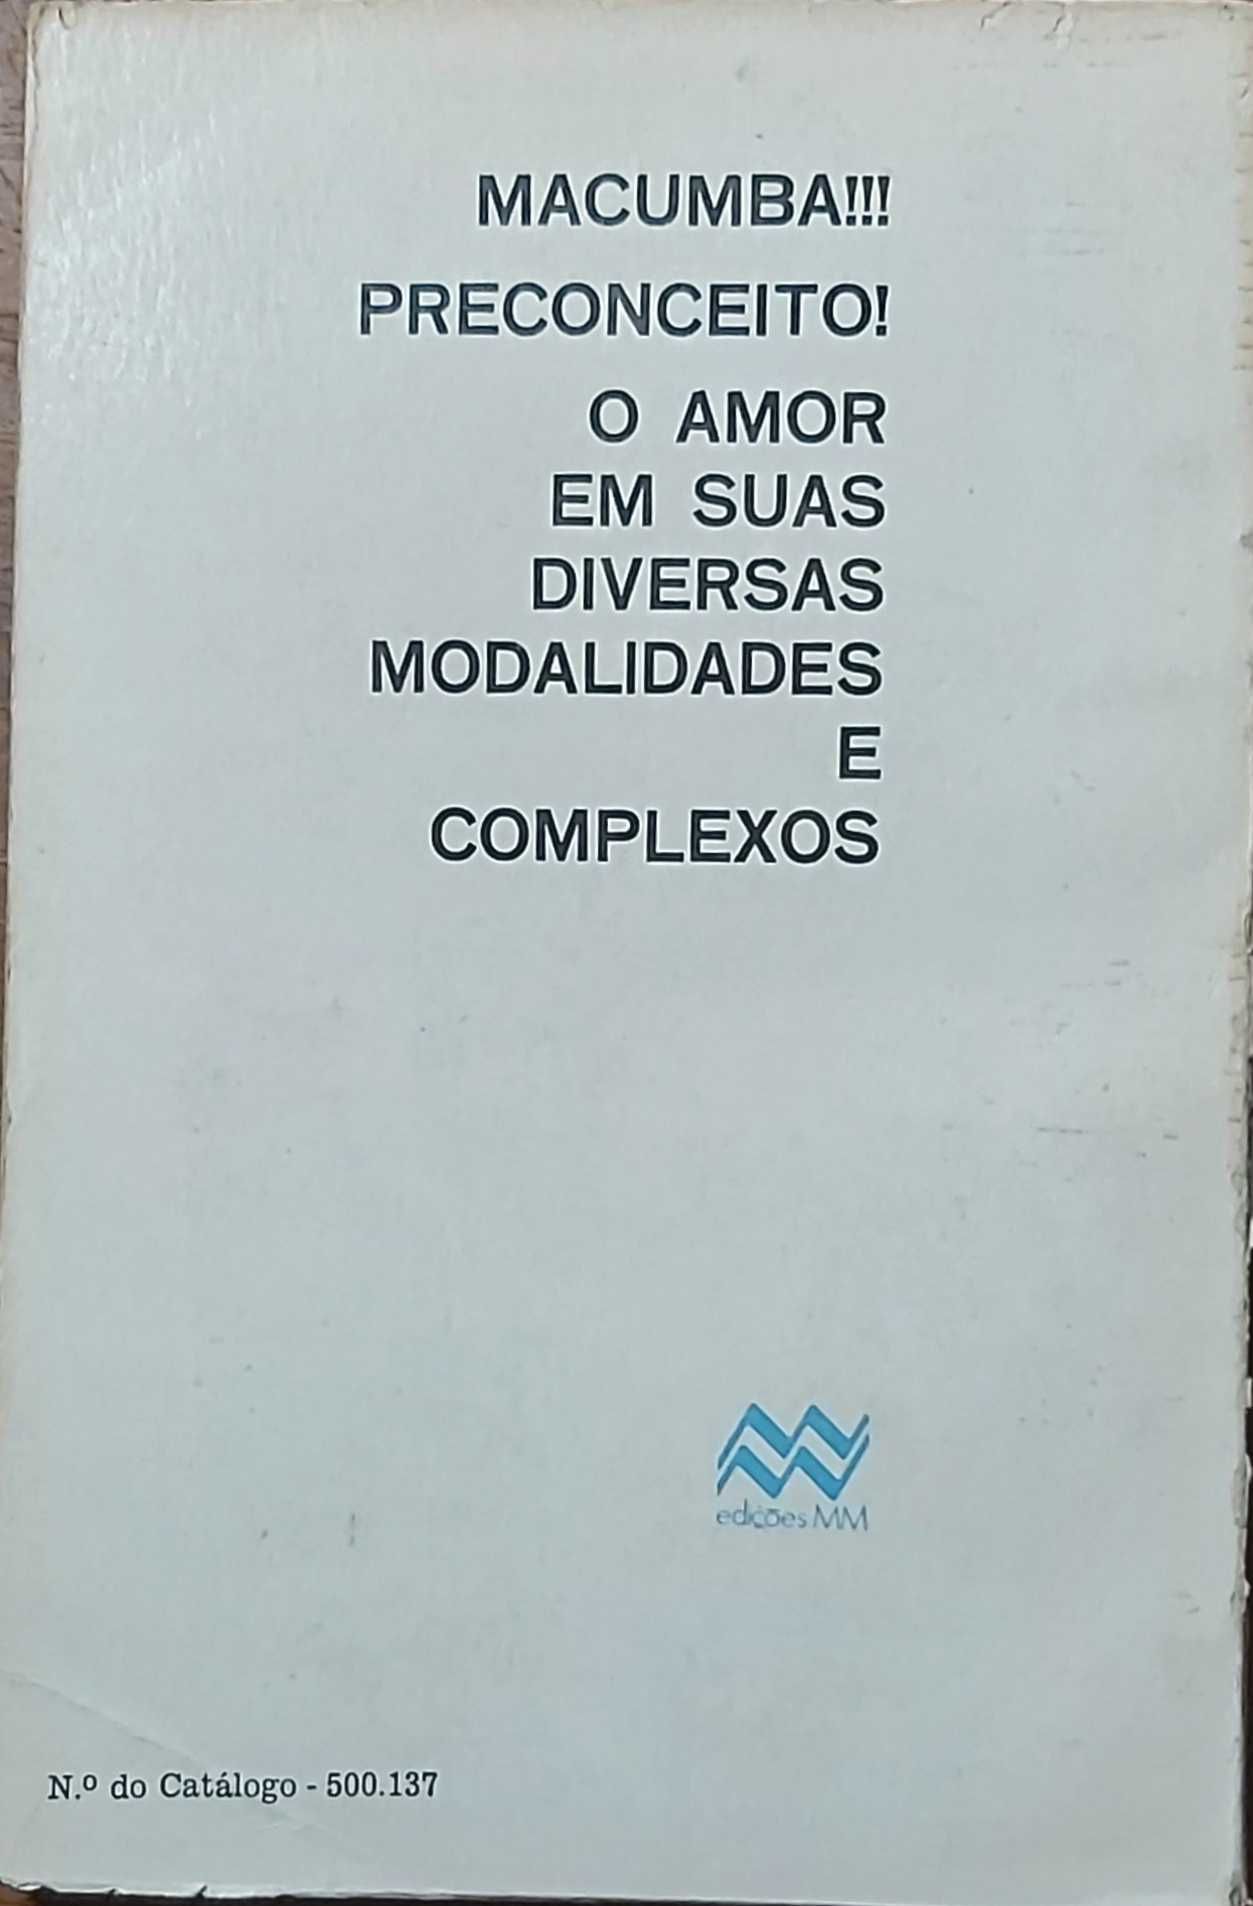 MACUMBA!!!
PRECONCEITO!
O AMOR
EM SUAS
DIVERSAS
MODALIDADES
E
COMPLEXOS
edições MM
N.º do Catálogo - 500.137